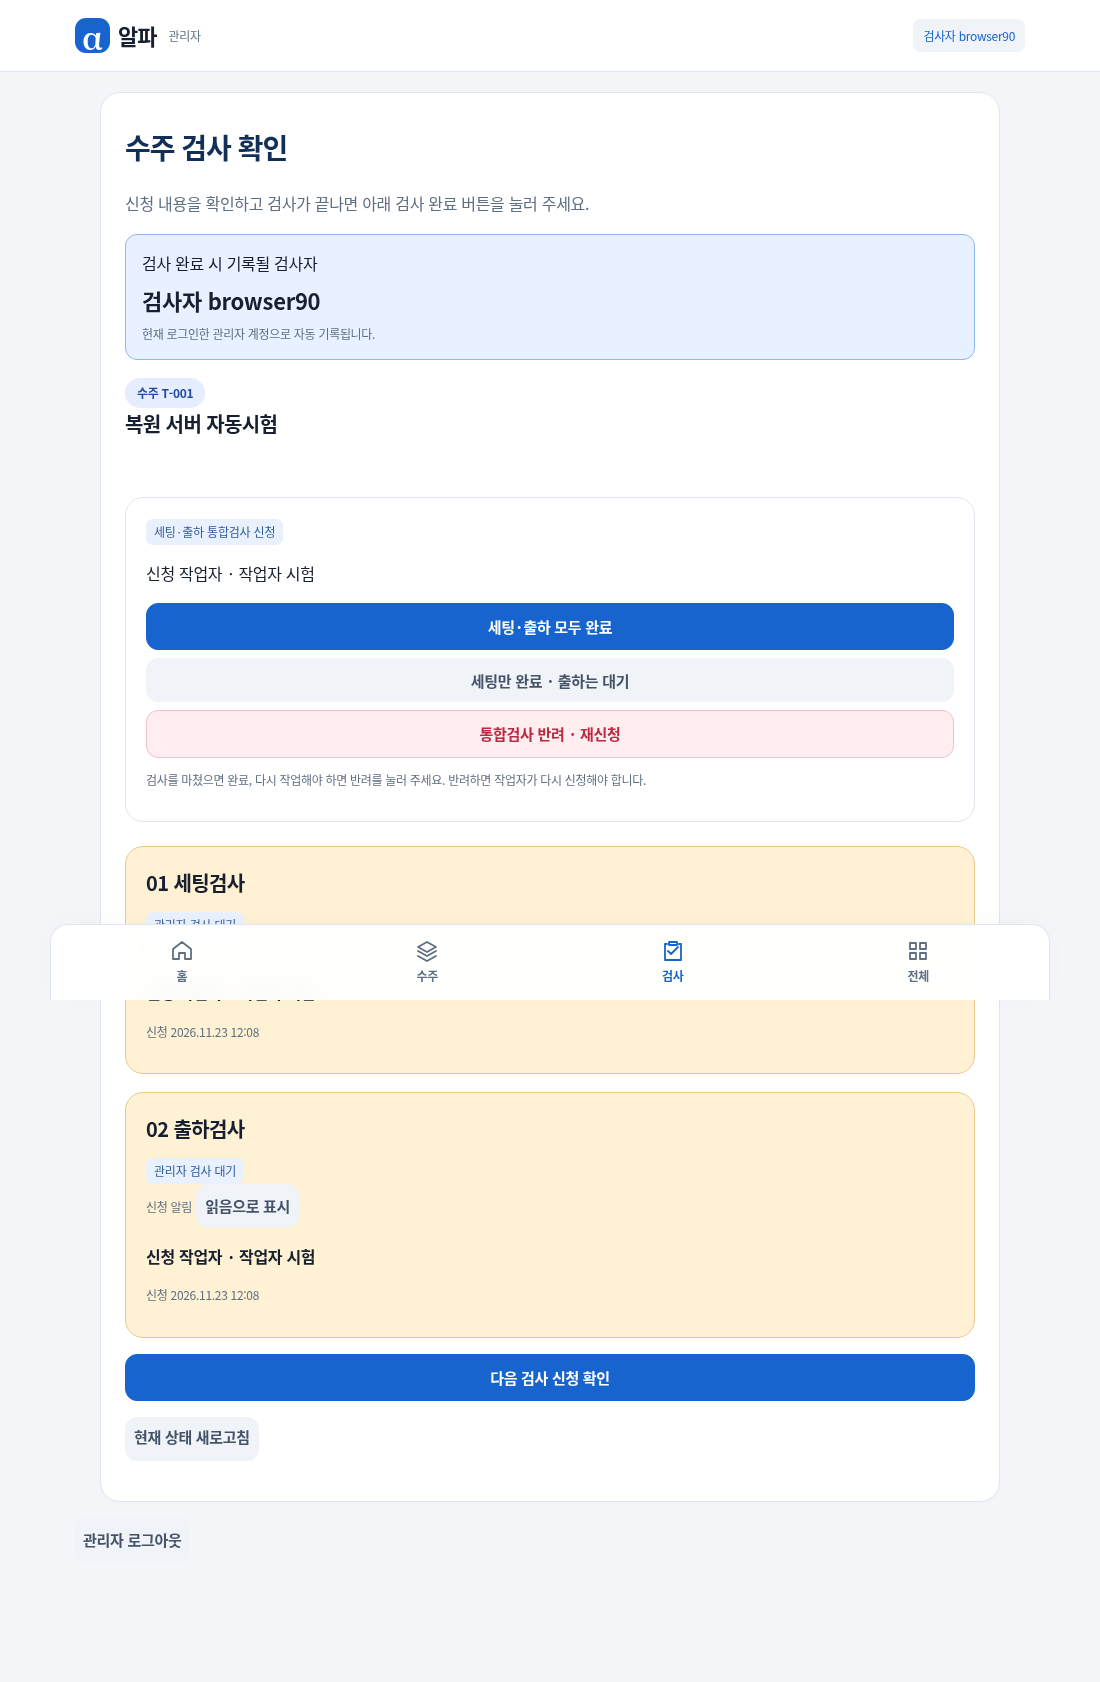 α 알파 관리자
검사자 browser90
수주 검사 확인
신청 내용을 확인하고 검사가 끝나면 아래 검사 완료 버튼을 눌러 주세요.
검사 완료 시 기록될 검사자
검사자 browser90
현재 로그인한 관리자 계정으로 자동 기록됩니다.
수주 T-001
복원 서버 자동시험
세팅·출하 통합검사 신청
신청 작업자 · 작업자 시험
세팅·출하 모두 완료
세팅만 완료 · 출하는 대기
통합검사 반려 · 재신청
검사를 마쳤으면 완료, 다시 작업해야 하면 반려를 눌러 주세요. 반려하면 작업자가 다시 신청해야 합니다.
01 세팅검사
홈
수주
검사
전체
신청 2026.11.23 12:08
02 출하검사
관리자 검사 대기
신청 알림 읽음으로 표시
신청 작업자 · 작업자 시험
신청 2026.11.23 12:08
다음 검사 신청 확인
현재 상태 새로고침
관리자 로그아웃